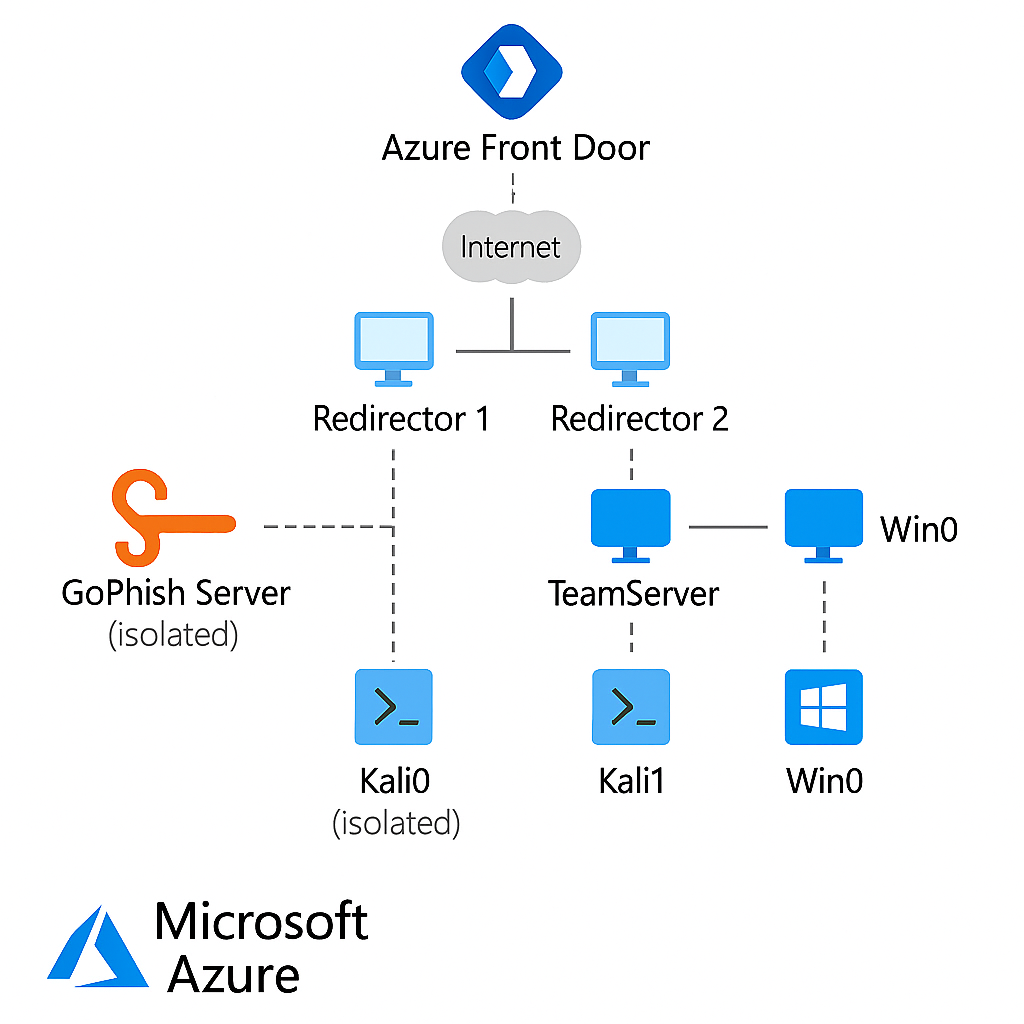 Azure Front Door
Internet
Redirector 1
Redirector 2
Win0
GoPhish Server
(isolated)
TeamServer
Kali0
(isolated)
Kali1
Win0
Microsoft
Azure